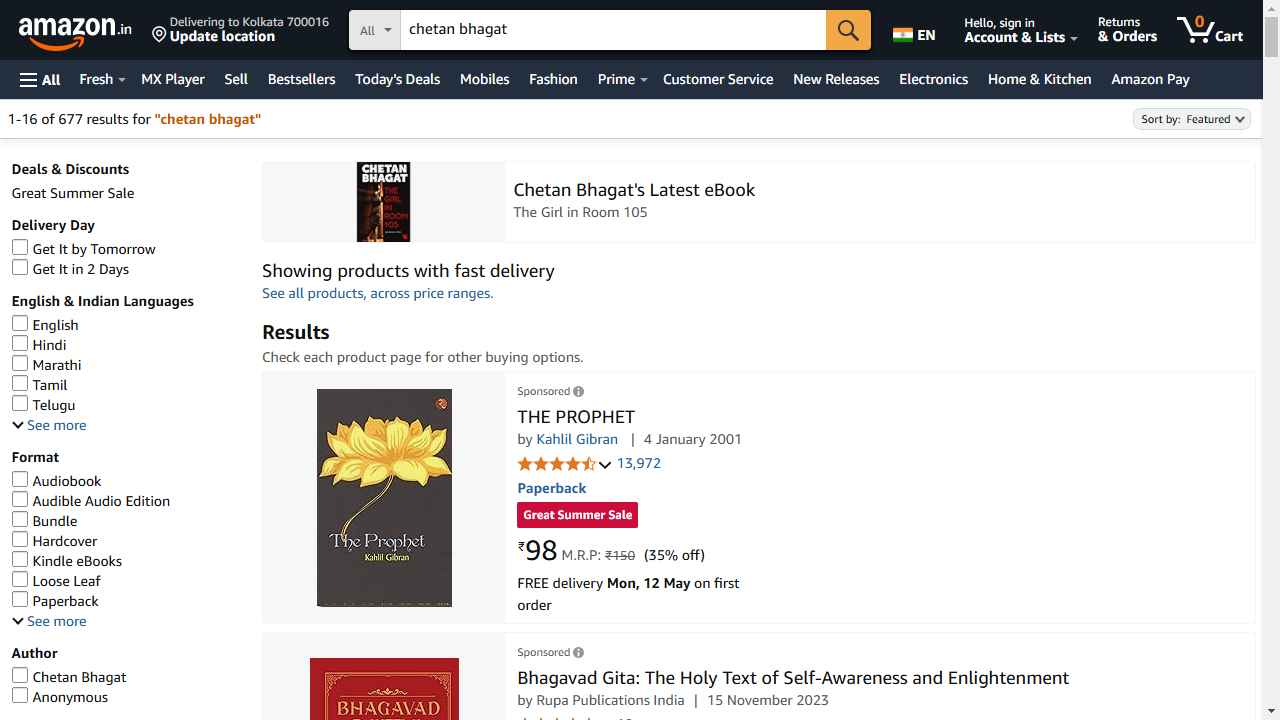 amazon.in
Delivering to Kolkata 700016
Update location
All
chetan bhagat
EN
Hello, sign in
Account & Lists
Returns
& Orders
0
Cart
All
Fresh
MX Player
Sell
Bestsellers
Today's Deals
Mobiles
Fashion
Prime
Customer Service
New Releases
Electronics
Home & Kitchen
Amazon Pay
1-16 of 677 results for "chetan bhagat"
Sort by: Featured
Deals & Discounts
Great Summer Sale
Delivery Day
Get It by Tomorrow
Get It in 2 Days
English & Indian Languages
English
Hindi
Marathi
Tamil
Telugu
See more
Format
Audiobook
Audible Audio Edition
Bundle
Hardcover
Kindle eBooks
Loose Leaf
Paperback
See more
Author
Chetan Bhagat
Anonymous
CHETAN
BHAGAT
THE
GIRL
IN
ROOM
105
Chetan Bhagat's Latest eBook
The Girl in Room 105
Showing products with fast delivery
See all products, across price ranges.
Results
Check each product page for other buying options.
The Prophet
Kahlil Gibran
Sponsored
THE PROPHET
by Kahlil Gibran | 4 January 2001
13,972
Paperback
Great Summer Sale
₹98 M.R.P: ₹150 (35% off)
FREE delivery Mon, 12 May on first
order
BHAGAVAD
Sponsored
Bhagavad Gita: The Holy Text of Self-Awareness and Enlightenment
by Rupa Publications India | 15 November 2023